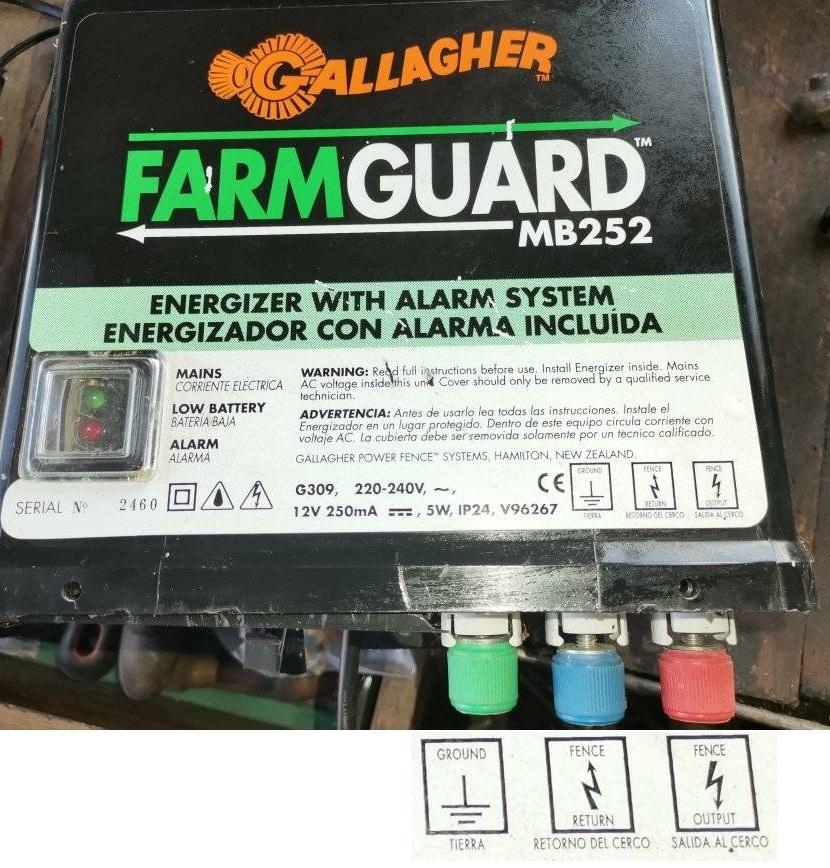 GALLAGHER™
FARMGUARD™
MB252
ENERGIZER WITH ALARM SYSTEM
ENERGIZADOR CON ALARMA INCLUÍDA
MAINS
CORRIENTE ELÉCTRICA
LOW BATTERY
BATERIA BAJA
ALARM
ALARMA
WARNING: Read full instructions before use. Install Energizer inside. Mains
AC voltage inside this unit. Cover should only be removed by a qualified service
technician.
ADVERTENCIA: Antes de usarlo lea todas las instrucciones. Instale el
Energizador en un lugar protegido. Dentro de este equipo circula corriente con
voltaje AC. La cubierta debe ser removida solamente por un técnico calificado.
GALLAGHER POWER FENCE™ SYSTEMS, HAMILTON, NEW ZEALAND.
SERIAL Nº 2460
G309, 220-240V, ~,
12V 250mA ⎓, 5W, IP24, V96267
CE
GROUND
TIERRA
FENCE
RETURN
RETORNO DEL CERCO
FENCE
OUTPUT
SALIDA AL CERCO
GROUND
TIERRA
FENCE
RETURN
RETORNO DEL CERCO
FENCE
OUTPUT
SALIDA AL CERCO